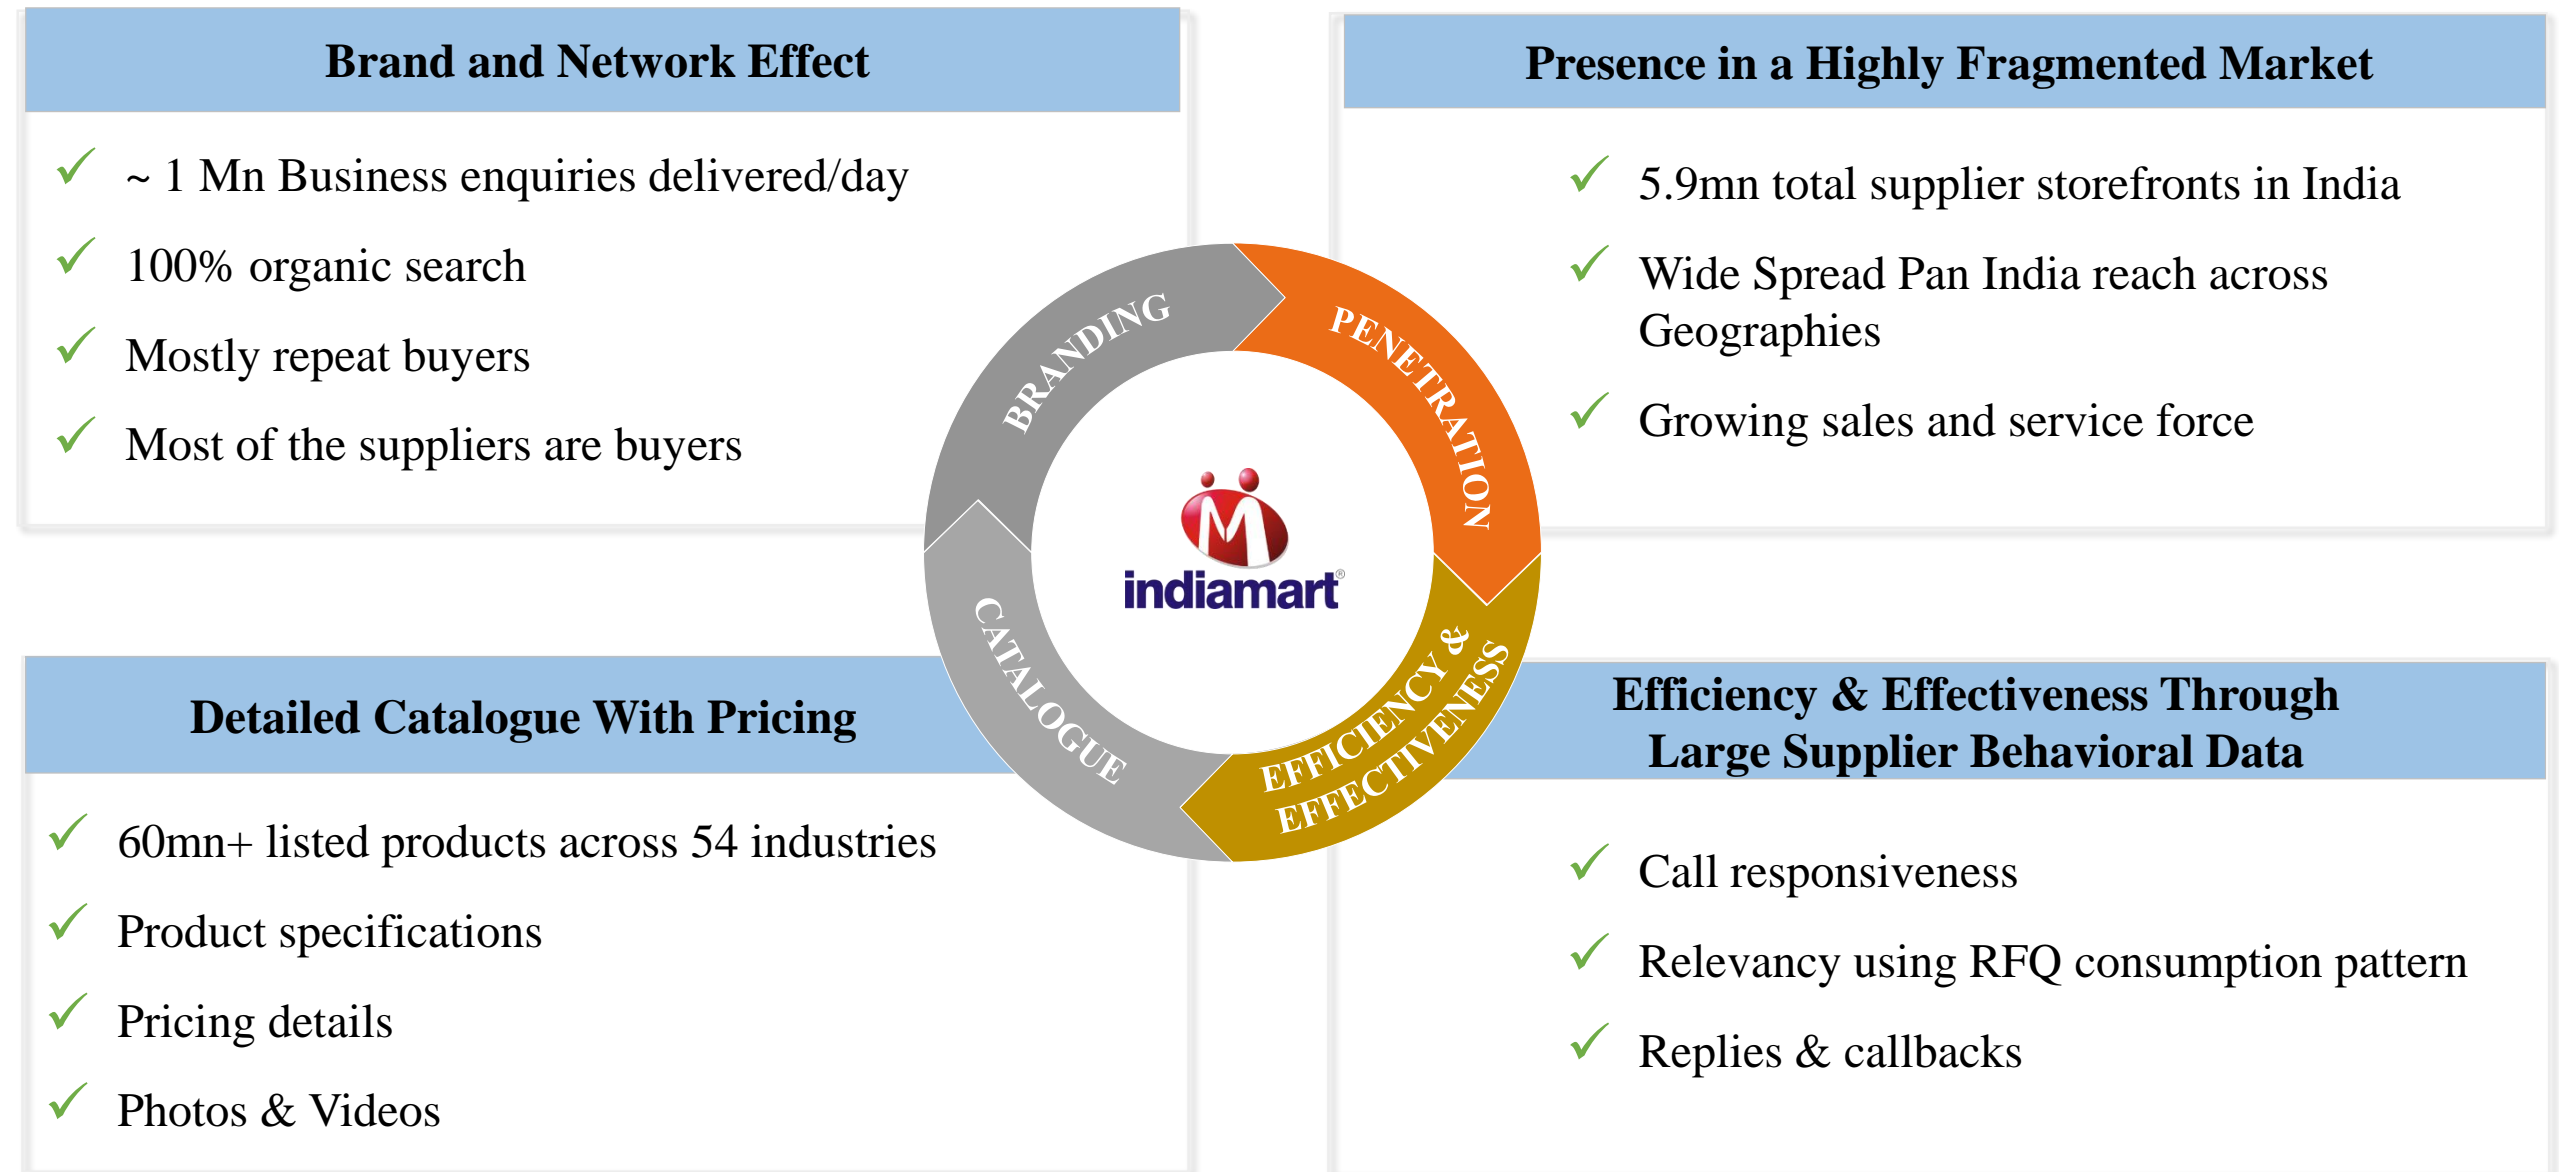 Brand and Network Effect
~ 1 Mn Business enquiries delivered/day
100% organic search
Mostly repeat buyers
Most of the suppliers are buyers
Presence in a Highly Fragmented Market
5.9mn total supplier storefronts in India
Wide Spread Pan India reach across
Geographies
Growing sales and service force
BRANDING
PENETRATION
EFFICIENCY &
EFFECTIVENESS
CATALOGUE
indiamart®
Detailed Catalogue With Pricing
60mn+ listed products across 54 industries
Product specifications
Pricing details
Photos & Videos
Efficiency & Effectiveness Through
Large Supplier Behavioral Data
Call responsiveness
Relevancy using RFQ consumption pattern
Replies & callbacks